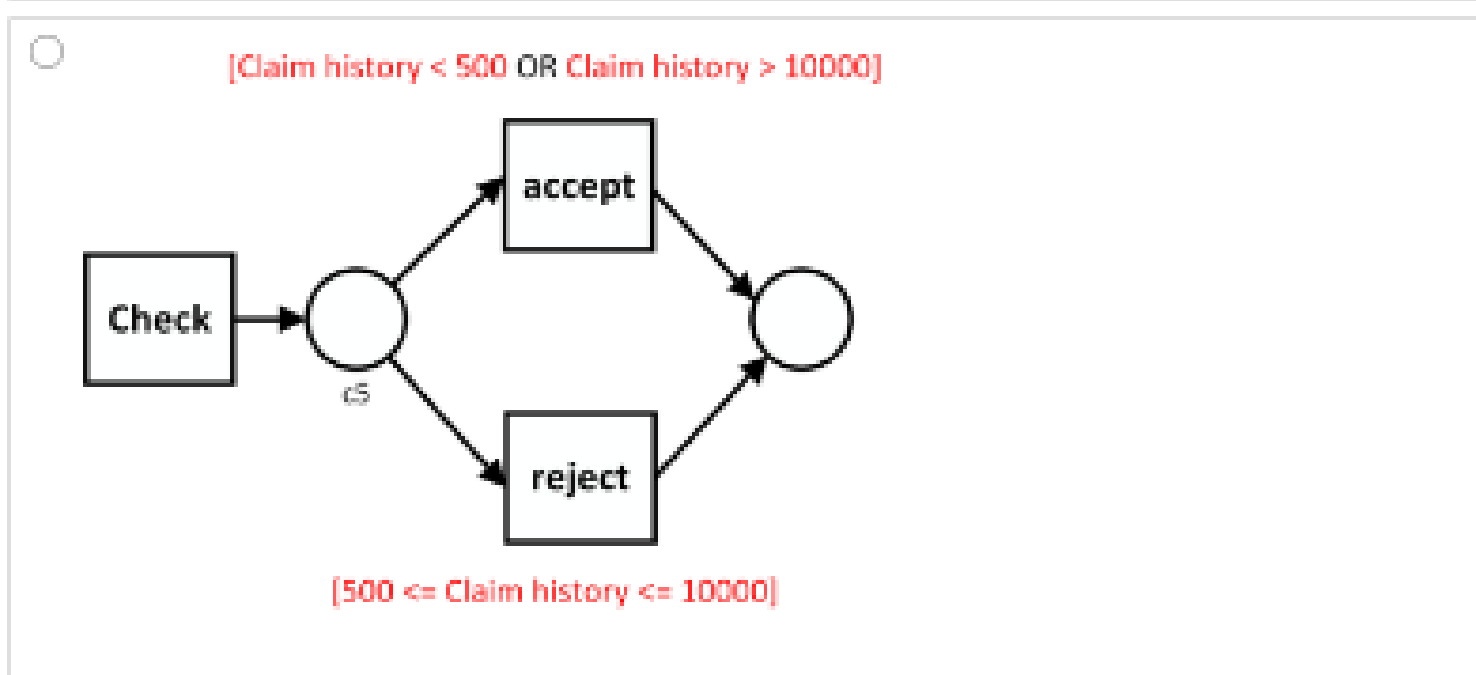 [Claim history < 500 OR Claim history > 10000]
accept
Check
c5
reject
[500 <= Claim history <= 10000]